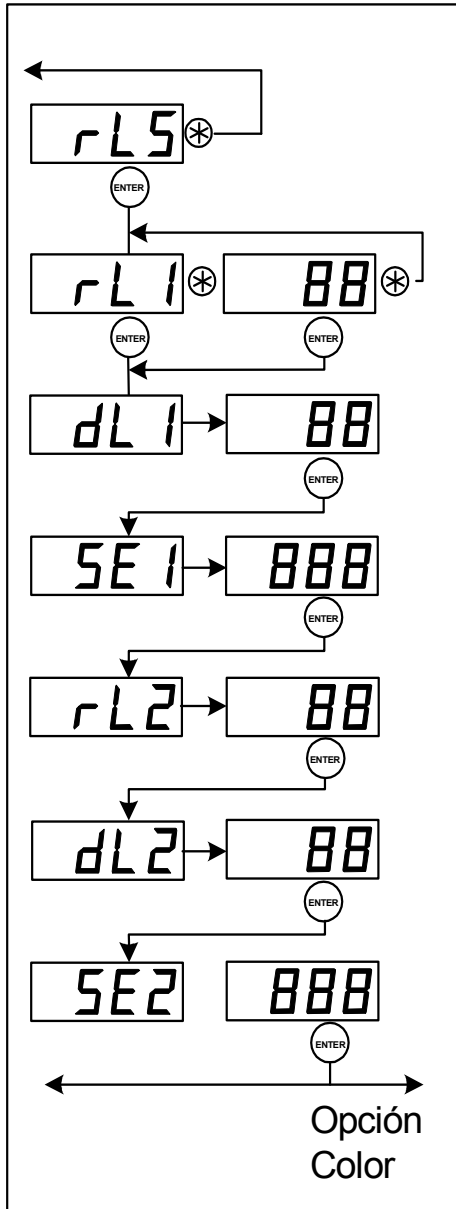 rLS
ENTER
rL1 88
ENTER ENTER
dL1 88
ENTER
SE1 888
ENTER
rL2 88
ENTER
dL2 88
ENTER
SE2 888
ENTER
Opción
Color